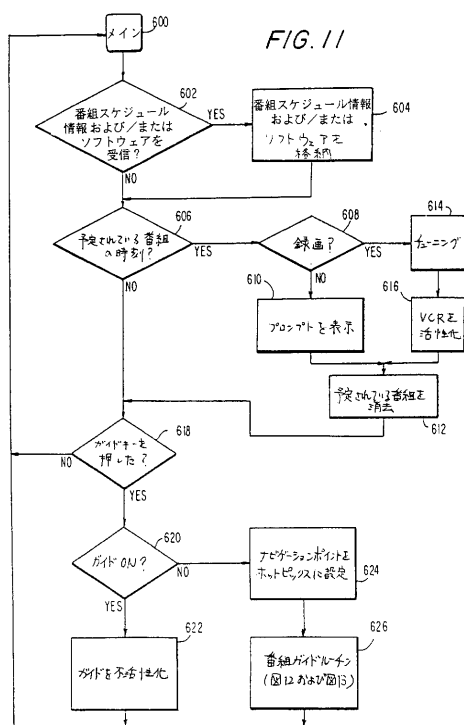 FIG. 11
メイン
600
602
番組スケジュール
情報および/または
ソフトウェアを
受信?
YES
NO
604
番組スケジュール情報
および/または
ソフトウェアを
格納
606
予定されている番組
の時刻?
YES
NO
608
録画?
YES
NO
614
チューニング
610
プロンプトを表示
616
VCRを
活性化
予定されている番組を
消去
612
618
ガイドキーを
押した?
NO
YES
620
ガイドON?
NO
YES
ナビゲーションポイントを
ホットピックスに設定
624
622
ガイドを不活性化
626
番組ガイドルーチン
(図12および図13)